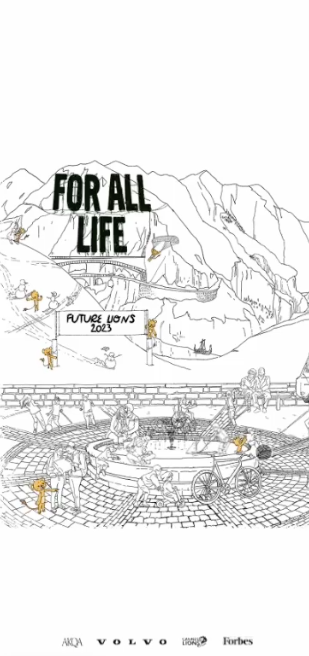 FOR ALL
LIFE
FUTURE LIONS
2023
AKQA VOLVO CANNES LIONS Forbes